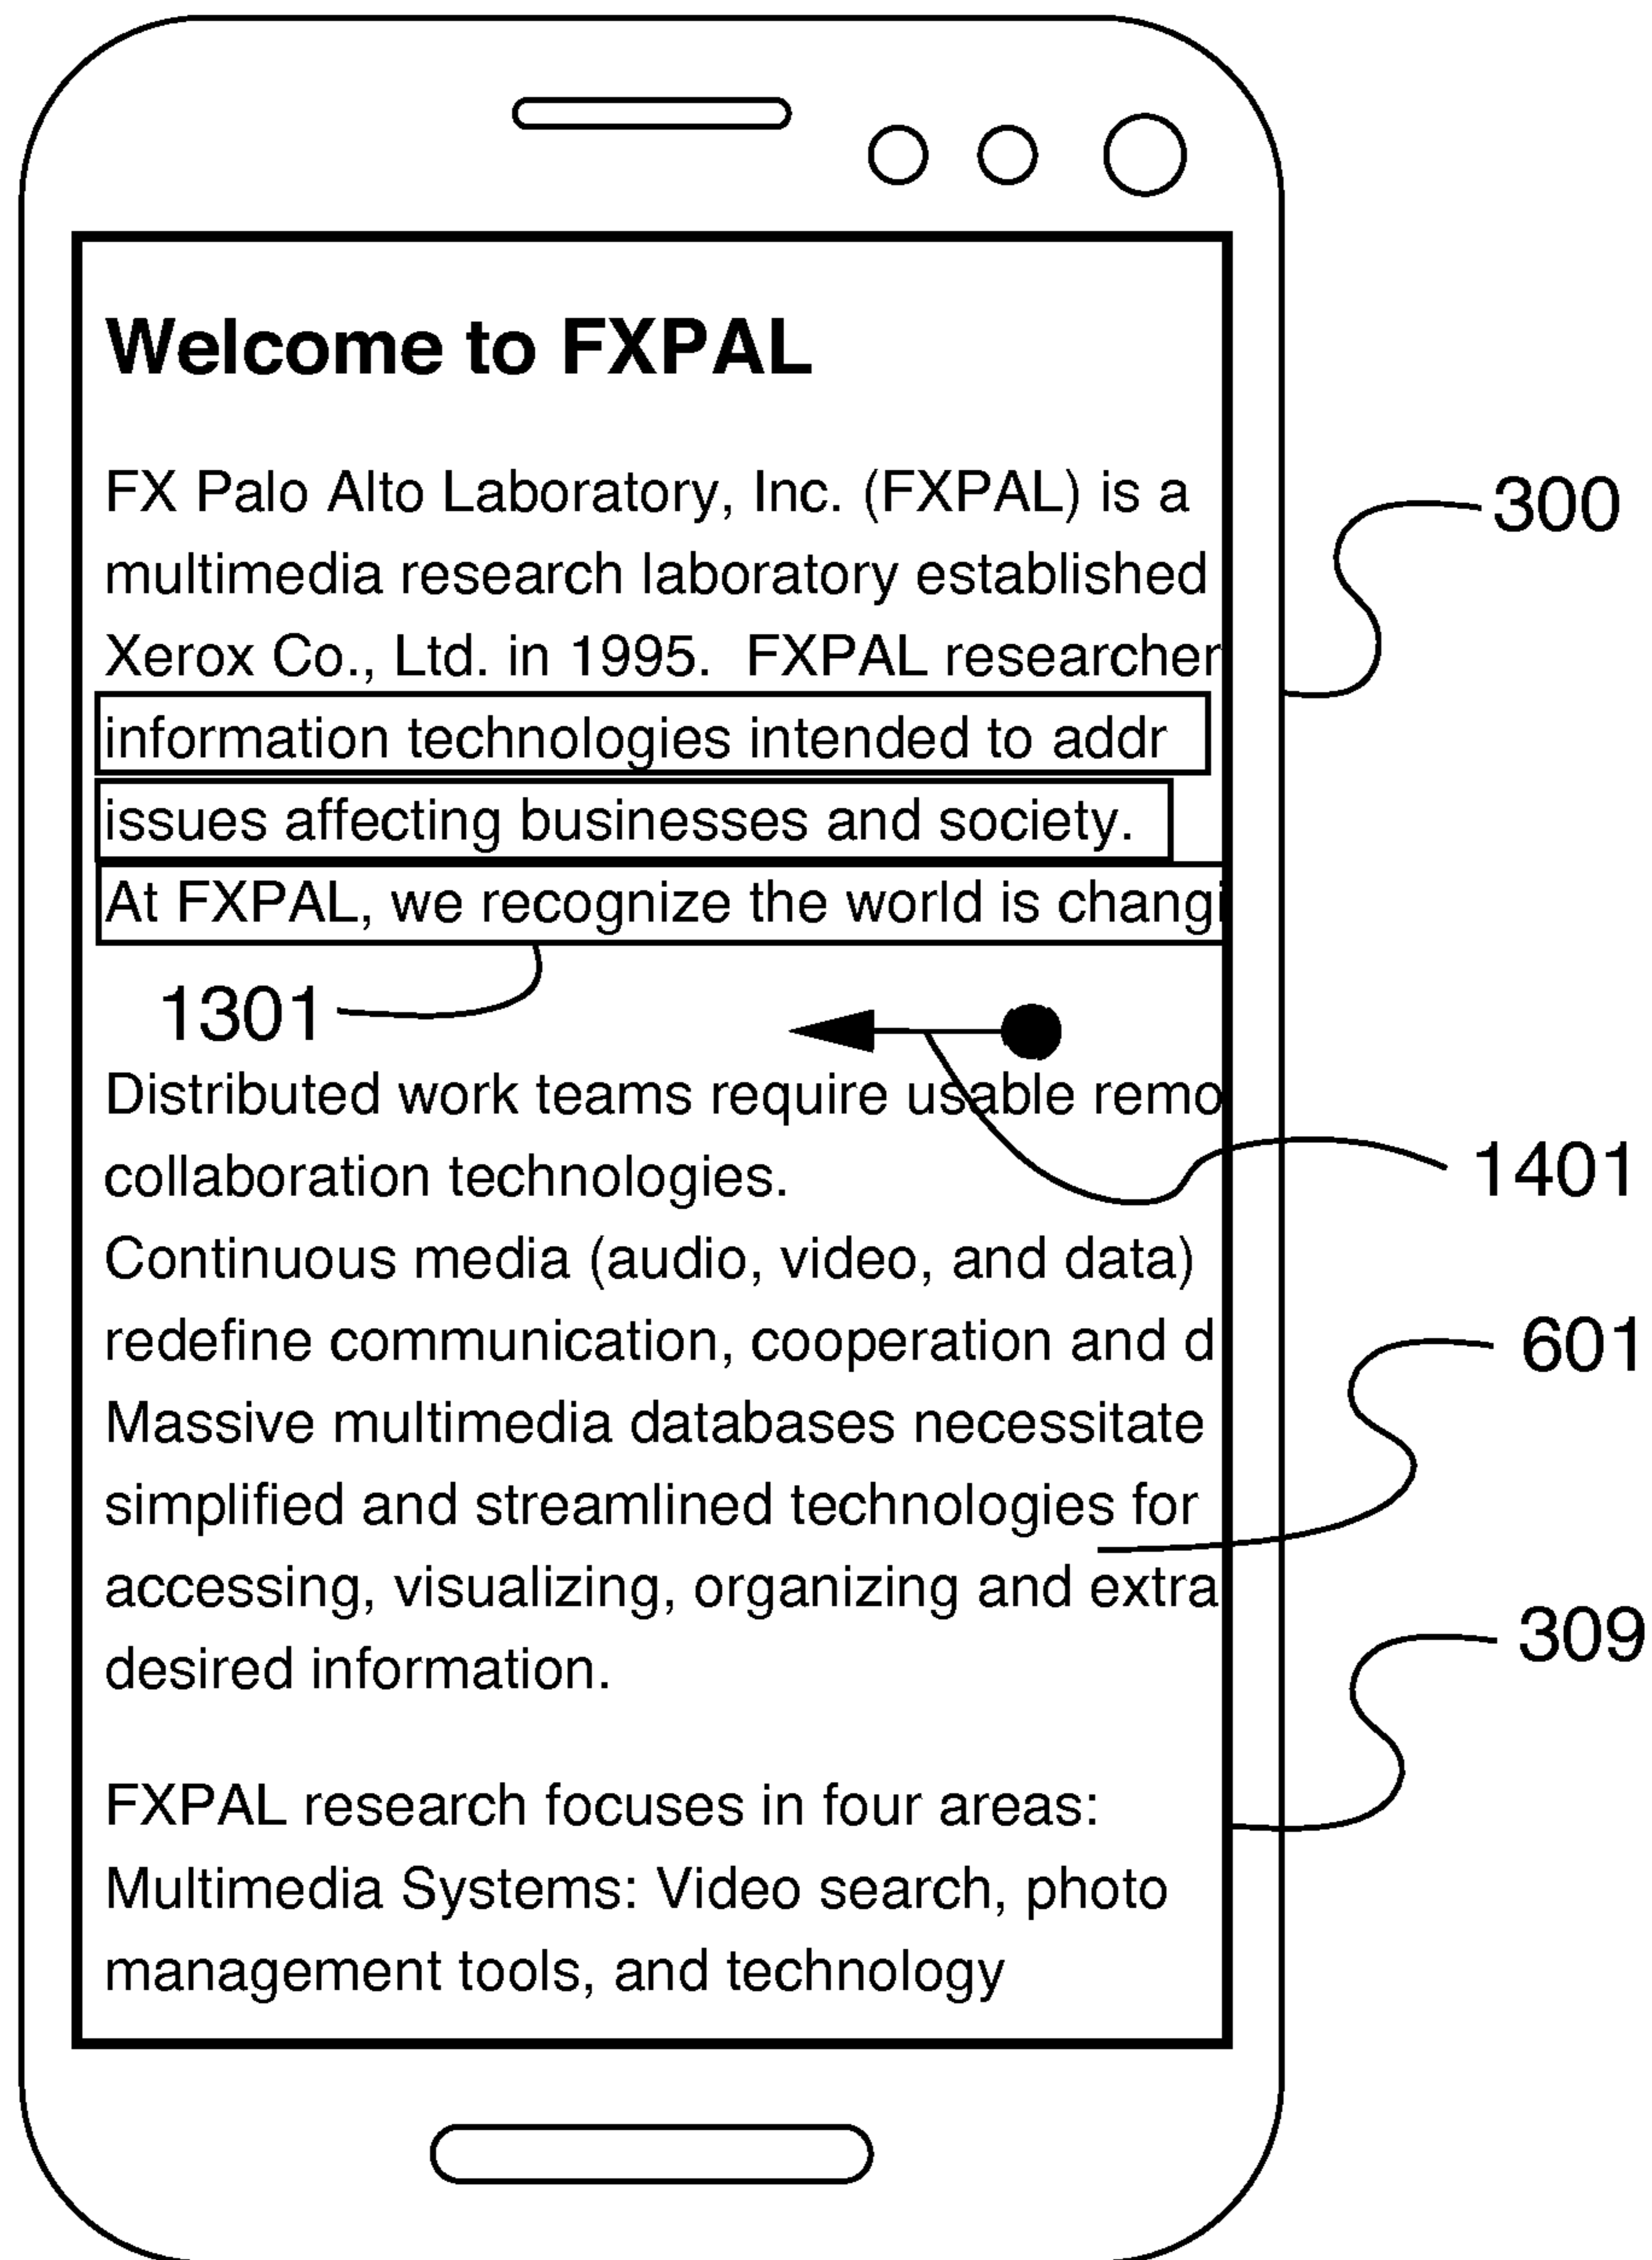 Welcome to FXPAL
FX Palo Alto Laboratory, Inc. (FXPAL) is a
multimedia research laboratory established
Xerox Co., Ltd. in 1995. FXPAL researcher
information technologies intended to addr
issues affecting businesses and society.
At FXPAL, we recognize the world is changi
Distributed work teams require usable remo
collaboration technologies.
Continuous media (audio, video, and data)
redefine communication, cooperation and d
Massive multimedia databases necessitate
simplified and streamlined technologies for
accessing, visualizing, organizing and extra
desired information.
FXPAL research focuses in four areas:
Multimedia Systems: Video search, photo
management tools, and technology
300
1301
1401
601
309